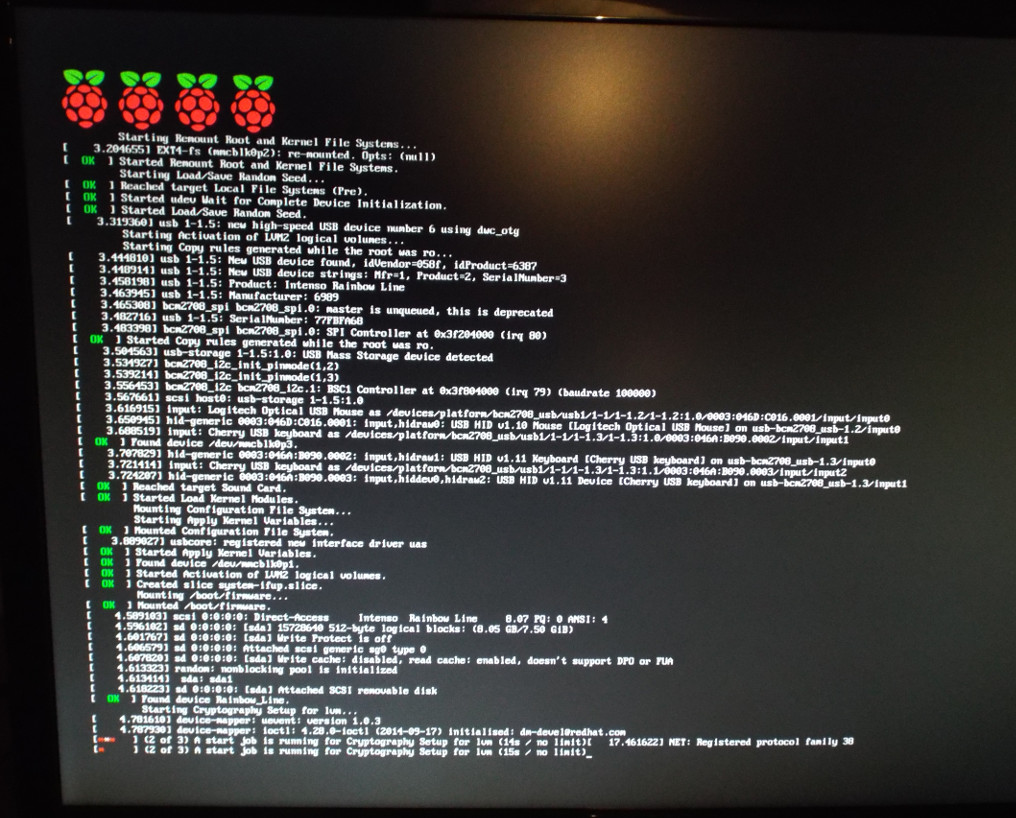 Starting Remount Root and Kernel File Systems...
[ 3.204655] EXT4-fs (mmcblk0p2): re-mounted. Opts: (null)
[ OK ] Started Remount Root and Kernel File Systems.
Starting Load/Save Random Seed...
[ OK ] Reached target Local File Systems (Pre).
[ OK ] Started udev Wait for Complete Device Initialization.
[ OK ] Started Load/Save Random Seed.
[ 3.319360] usb 1-1.5: new high-speed USB device number 6 using dwc_otg
Starting Activation of LVM2 logical volumes...
Starting Copy rules generated while the root was ro...
[ 3.444810] usb 1-1.5: New USB device found, idVendor=058f, idProduct=6387
[ 3.448914] usb 1-1.5: New USB device strings: Mfr=1, Product=2, SerialNumber=3
[ 3.458198] usb 1-1.5: Product: Intenso Rainbow Line
[ 3.463945] usb 1-1.5: Manufacturer: 6989
[ 3.465308] bcm2708_spi bcm2708_spi.0: master is unqueued, this is deprecated
[ 3.482716] usb 1-1.5: SerialNumber: 77FBFA68
[ 3.483398] bcm2708_spi bcm2708_spi.0: SPI Controller at 0x3f204000 (irq 80)
[ OK ] Started Copy rules generated while the root was ro.
[ 3.504563] usb-storage 1-1.5:1.0: USB Mass Storage device detected
[ 3.534927] bcm2708_i2c_init_pinmode(1,2)
[ 3.539214] bcm2708_i2c_init_pinmode(1,3)
[ 3.556453] bcm2708_i2c bcm2708_i2c.1: BSC1 Controller at 0x3f804000 (irq 79) (baudrate 100000)
[ 3.567661] scsi host0: usb-storage 1-1.5:1.0
[ 3.616915] input: Logitech Optical USB Mouse as /devices/platform/bcm2708_usb/usb1/1-1/1-1.2/1-1.2:1.0/0003:046D:C016.0001/input/input0
[ 3.650945] hid-generic 0003:046D:C016.0001: input,hidraw0: USB HID v1.10 Mouse [Logitech Optical USB Mouse] on usb-bcm2708_usb-1.2/input0
[ 3.688519] input: Cherry USB keyboard as /devices/platform/bcm2708_usb/usb1/1-1/1-1.3/1-1.3:1.0/0003:046A:B090.0002/input/input1
[ OK ] Found device /dev/mmcblk0p3.
[ 3.707829] hid-generic 0003:046A:B090.0002: input,hidraw1: USB HID v1.11 Keyboard [Cherry USB keyboard] on usb-bcm2708_usb-1.3/input0
[ 3.721414] input: Cherry USB keyboard as /devices/platform/bcm2708_usb/usb1/1-1/1-1.3/1-1.3:1.1/0003:046A:B090.0003/input/input2
[ 3.724207] hid-generic 0003:046A:B090.0003: input,hiddev0,hidraw2: USB HID v1.11 Device [Cherry USB keyboard] on usb-bcm2708_usb-1.3/input1
[ OK ] Reached target Sound Card.
[ OK ] Started Load Kernel Modules.
Mounting Configuration File System...
Starting Apply Kernel Variables...
[ OK ] Mounted Configuration File System.
[ 3.889027] usbcore: registered new interface driver uas
[ OK ] Started Apply Kernel Variables.
[ OK ] Found device /dev/mmcblk0p1.
[ OK ] Started Activation of LVM2 logical volumes.
[ OK ] Created slice system-ifup.slice.
Mounting /boot/firmware...
[ OK ] Mounted /boot/firmware.
[ 4.589103] scsi 0:0:0:0: Direct-Access Intenso Rainbow Line 8.07 PQ: 0 ANSI: 4
[ 4.596102] sd 0:0:0:0: [sda] 15728640 512-byte logical blocks: (8.05 GB/7.50 GiB)
[ 4.601767] sd 0:0:0:0: [sda] Write Protect is off
[ 4.606579] sd 0:0:0:0: Attached scsi generic sg0 type 0
[ 4.607820] sd 0:0:0:0: [sda] Write cache: disabled, read cache: enabled, doesn't support DPO or FUA
[ 4.613323] random: nonblocking pool is initialized
[ 4.613414] sda: sda1
[ 4.618223] sd 0:0:0:0: [sda] Attached SCSI removable disk
[ OK ] Found device Rainbow_Line.
Starting Cryptography Setup for lvm...
[ 4.781610] device-mapper: uevent: version 1.0.3
[ 4.787930] device-mapper: ioctl: 4.28.0-ioctl (2014-09-17) initialised: dm-devel@redhat.com
[*** ] (2 of 3) A start job is running for Cryptography Setup for lvm (14s / no limit)[ 17.461622] NET: Registered protocol family 38
[* ] (2 of 3) A start job is running for Cryptography Setup for lvm (15s / no limit)_